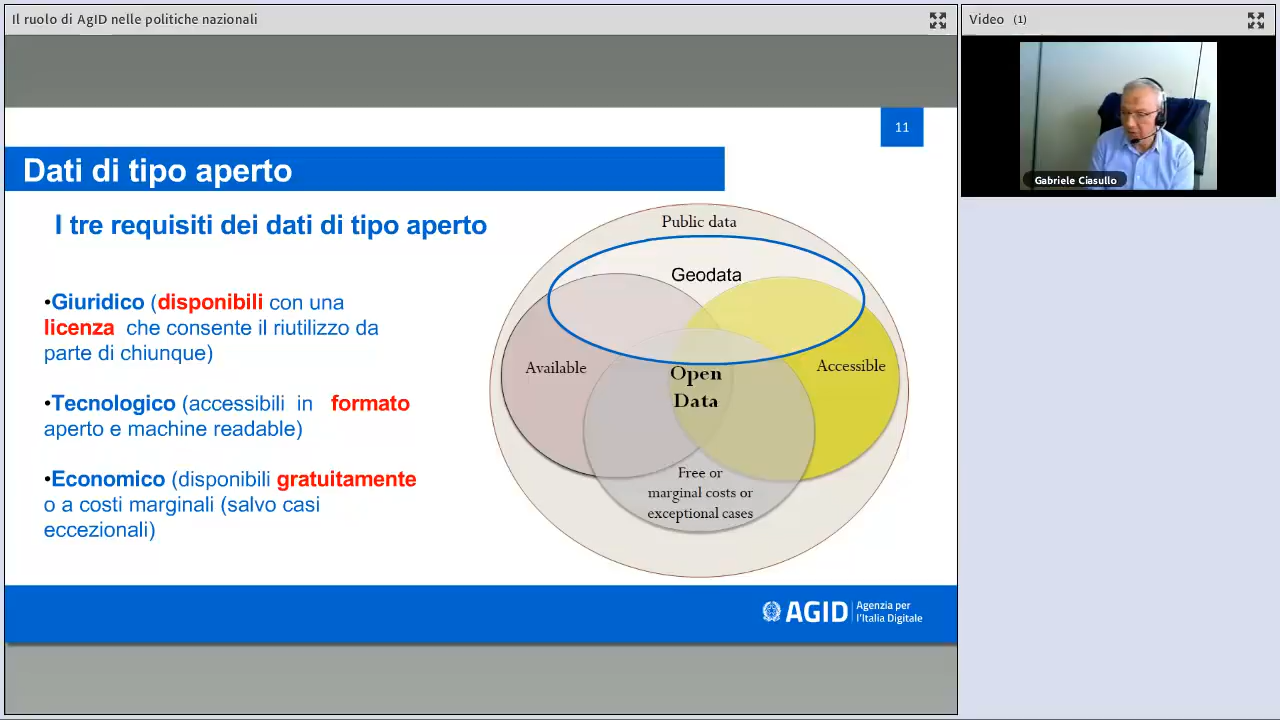 Il ruolo di AgID nelle politiche nazionali
Video (1)
Gabriele Ciasullo
11
Dati di tipo aperto
I tre requisiti dei dati di tipo aperto
•Giuridico (disponibili con una
licenza che consente il riutilizzo da
parte di chiunque)
•Tecnologico (accessibili in formato
aperto e machine readable)
•Economico (disponibili gratuitamente
o a costi marginali (salvo casi
eccezionali)
Public data
Geodata
Available
Accessible
Open
Data
Free or
marginal costs or
exceptional cases
AGID
Agenzia per
l'Italia Digitale